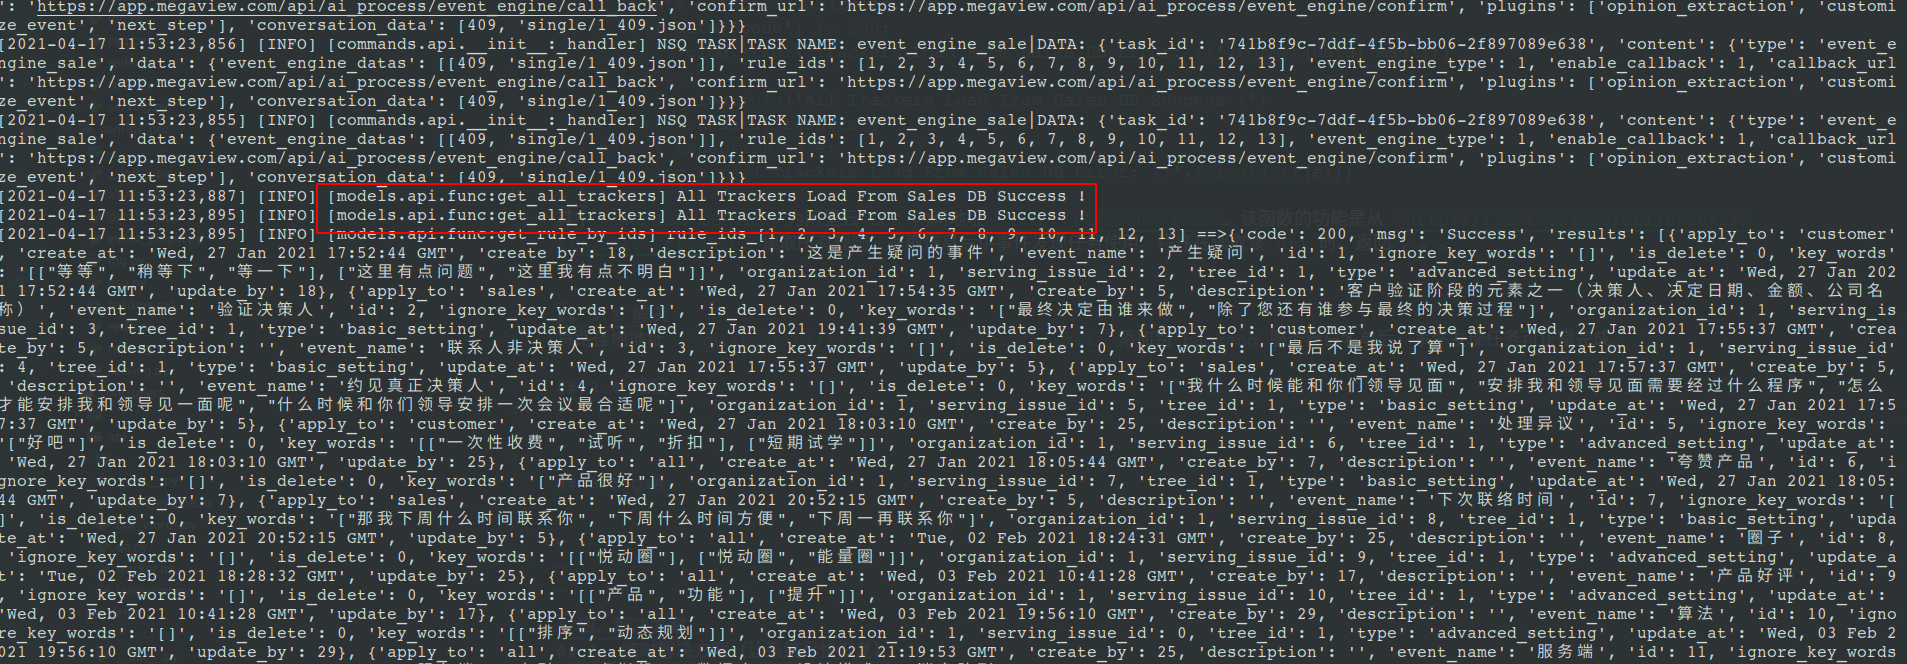 ': 'https://app.megaview.com/api/ai_process/event_engine/call_back', 'confirm_url': 'https://app.megaview.com/api/ai_process/event_engine/confirm', 'plugins': ['opinion_extraction', 'customi
ze_event', 'next_step'], 'conversation_data': [409, 'single/1_409.json']}}}
[2021-04-17 11:53:23,856] [INFO] [commands.api.__init__:_handler] NSQ TASK|TASK NAME: event_engine_sale|DATA: {'task_id': '741b8f9c-7ddf-4f5b-bb06-2f897089e638', 'content': {'type': 'event_e
ngine_sale', 'data': {'event_engine_datas': [[409, 'single/1_409.json']], 'rule_ids': [1, 2, 3, 4, 5, 6, 7, 8, 9, 10, 11, 12, 13], 'event_engine_type': 1, 'enable_callback': 1, 'callback_url
': 'https://app.megaview.com/api/ai_process/event_engine/call_back', 'confirm_url': 'https://app.megaview.com/api/ai_process/event_engine/confirm', 'plugins': ['opinion_extraction', 'customi
ze_event', 'next_step'], 'conversation_data': [409, 'single/1_409.json']}}}
[2021-04-17 11:53:23,855] [INFO] [commands.api.__init__:_handler] NSQ TASK|TASK NAME: event_engine_sale|DATA: {'task_id': '741b8f9c-7ddf-4f5b-bb06-2f897089e638', 'content': {'type': 'event_e
ngine_sale', 'data': {'event_engine_datas': [[409, 'single/1_409.json']], 'rule_ids': [1, 2, 3, 4, 5, 6, 7, 8, 9, 10, 11, 12, 13], 'event_engine_type': 1, 'enable_callback': 1, 'callback_url
': 'https://app.megaview.com/api/ai_process/event_engine/call_back', 'confirm_url': 'https://app.megaview.com/api/ai_process/event_engine/confirm', 'plugins': ['opinion_extraction', 'customi
ze_event', 'next_step'], 'conversation_data': [409, 'single/1_409.json']}}}
[2021-04-17 11:53:23,887] [INFO] [models.api.func:get_all_trackers] All Trackers Load From Sales DB Success !
[2021-04-17 11:53:23,895] [INFO] [models.api.func:get_all_trackers] All Trackers Load From Sales DB Success !
[2021-04-17 11:53:23,895] [INFO] [models.api.func:get_rule_by_ids] rule_ids_[1, 2, 3, 4, 5, 6, 7, 8, 9, 10, 11, 12, 13] ==>{'code': 200, 'msg': 'Success', 'results': [{'apply_to': 'customer'
, 'create_at': 'Wed, 27 Jan 2021 17:52:44 GMT', 'create_by': 18, 'description': '这是产生疑问的事件', 'event_name': '产生疑问', 'id': 1, 'ignore_key_words': '[]', 'is_delete': 0, 'key_words'
: '[["等等", "稍等下", "等一下"], ["这里有点问题", "这里我有点不明白"]]', 'organization_id': 1, 'serving_issue_id': 2, 'tree_id': 1, 'type': 'advanced_setting', 'update_at': 'Wed, 27 Jan 202
1 17:52:44 GMT', 'update_by': 18}, {'apply_to': 'sales', 'create_at': 'Wed, 27 Jan 2021 17:54:35 GMT', 'create_by': 5, 'description': '客户验证阶段的元素之一（决策人、决定日期、金额、公司名
称）', 'event_name': '验证决策人', 'id': 2, 'ignore_key_words': '[]', 'is_delete': 0, 'key_words': '["最终决定由谁来做", "除了您还有谁参与最终的决策过程"]', 'organization_id': 1, 'serving_is
sue_id': 3, 'tree_id': 1, 'type': 'basic_setting', 'update_at': 'Wed, 27 Jan 2021 19:41:39 GMT', 'update_by': 7}, {'apply_to': 'customer', 'create_at': 'Wed, 27 Jan 2021 17:55:37 GMT', 'crea
te_by': 5, 'description': '', 'event_name': '联系人非决策人', 'id': 3, 'ignore_key_words': '[]', 'is_delete': 0, 'key_words': '["最后不是我说了算"]', 'organization_id': 1, 'serving_issue_id'
: 4, 'tree_id': 1, 'type': 'basic_setting', 'update_at': 'Wed, 27 Jan 2021 17:55:37 GMT', 'update_by': 5}, {'apply_to': 'sales', 'create_at': 'Wed, 27 Jan 2021 17:57:37 GMT', 'create_by': 5,
'description': '', 'event_name': '约见真正决策人', 'id': 4, 'ignore_key_words': '[]', 'is_delete': 0, 'key_words': '["我什么时候能和你们领导见面", "安排我和领导见面需要经过什么程序", "怎么
才能安排我和领导见一面呢", "什么时候和你们领导安排一次会议最合适呢"]', 'organization_id': 1, 'serving_issue_id': 5, 'tree_id': 1, 'type': 'basic_setting', 'update_at': 'Wed, 27 Jan 2021 17:5
7:37 GMT', 'update_by': 5}, {'apply_to': 'customer', 'create_at': 'Wed, 27 Jan 2021 18:03:10 GMT', 'create_by': 25, 'description': '', 'event_name': '处理异议', 'id': 5, 'ignore_key_words':
'["好吧"]', 'is_delete': 0, 'key_words': '[["一次性收费", "试听", "折扣"], ["短期试学"]]', 'organization_id': 1, 'serving_issue_id': 6, 'tree_id': 1, 'type': 'advanced_setting', 'update_at':
'Wed, 27 Jan 2021 18:03:10 GMT', 'update_by': 25}, {'apply_to': 'all', 'create_at': 'Wed, 27 Jan 2021 18:05:44 GMT', 'create_by': 7, 'description': '', 'event_name': '夸赞产品', 'id': 6, 'i
gnore_key_words': '[]', 'is_delete': 0, 'key_words': '["产品很好"]', 'organization_id': 1, 'serving_issue_id': 7, 'tree_id': 1, 'type': 'basic_setting', 'update_at': 'Wed, 27 Jan 2021 18:05:
44 GMT', 'update_by': 7}, {'apply_to': 'sales', 'create_at': 'Wed, 27 Jan 2021 20:52:15 GMT', 'create_by': 5, 'description': '', 'event_name': '下次联络时间', 'id': 7, 'ignore_key_words': '[
]', 'is_delete': 0, 'key_words': '["那我下周什么时间联系你", "下周什么时间方便", "下周一再联系你"]', 'organization_id': 1, 'serving_issue_id': 8, 'tree_id': 1, 'type': 'basic_setting', 'upda
te_at': 'Wed, 27 Jan 2021 20:52:15 GMT', 'update_by': 5}, {'apply_to': 'all', 'create_at': 'Tue, 02 Feb 2021 18:24:31 GMT', 'create_by': 25, 'description': '', 'event_name': '圈子', 'id': 8,
'ignore_key_words': '[]', 'is_delete': 0, 'key_words': '[["悦动圈"], ["悦动圈", "能量圈"]]', 'organization_id': 1, 'serving_issue_id': 9, 'tree_id': 1, 'type': 'advanced_setting', 'update_a
t': 'Tue, 02 Feb 2021 18:28:32 GMT', 'update_by': 25}, {'apply_to': 'all', 'create_at': 'Wed, 03 Feb 2021 10:41:28 GMT', 'create_by': 17, 'description': '', 'event_name': '产品好评', 'id': 9
, 'ignore_key_words': '[]', 'is_delete': 0, 'key_words': '[["产品", "功能"], ["提升"]]', 'organization_id': 1, 'serving_issue_id': 10, 'tree_id': 1, 'type': 'advanced_setting', 'update_at':
'Wed, 03 Feb 2021 10:41:28 GMT', 'update_by': 17}, {'apply_to': 'all', 'create_at': 'Wed, 03 Feb 2021 19:56:10 GMT', 'create_by': 29, 'description': '', 'event_name': '算法', 'id': 10, 'igno
re_key_words': '[]', 'is_delete': 0, 'key_words': '[["排序", "动态规划"]]', 'organization_id': 1, 'serving_issue_id': 0, 'tree_id': 1, 'type': 'advanced_setting', 'update_at': 'Wed, 03 Feb 2
021 19:56:10 GMT', 'update_by': 29}, {'apply_to': 'all', 'create_at': 'Wed, 03 Feb 2021 21:19:53 GMT', 'create_by': 25, 'description': '', 'event_name': '服务端', 'id': 11, 'ignore_key_words